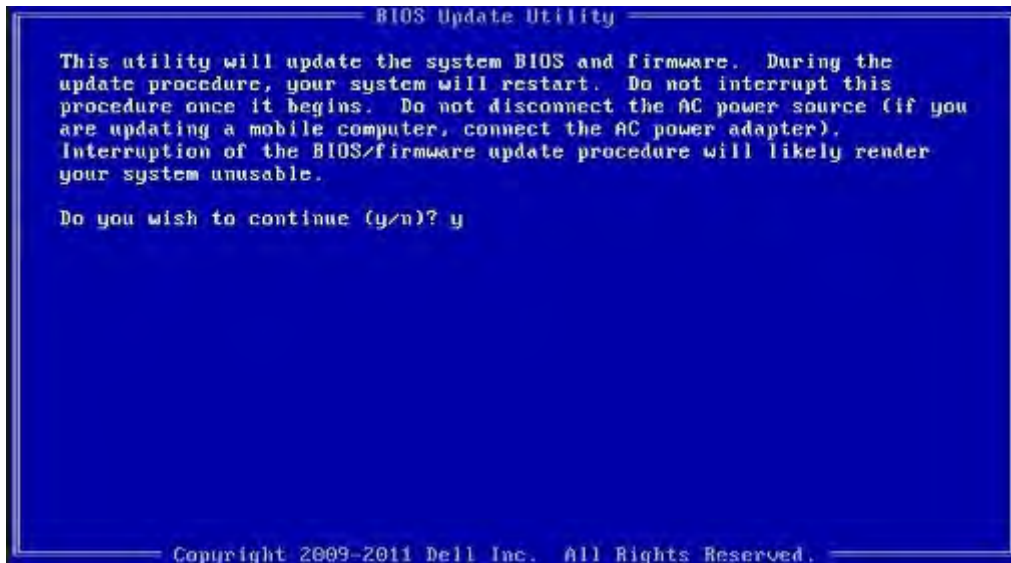 BIOS Update Utility
This utility will update the system BIOS and firmware. During the
update procedure, your system will restart. Do not interrupt this
procedure once it begins. Do not disconnect the AC power source (if you
are updating a mobile computer, connect the AC power adapter).
Interruption of the BIOS/firmware update procedure will likely render
your system unusable.
Do you wish to continue (y/n)? y
Copyright 2009-2011 Dell Inc. All Rights Reserved.